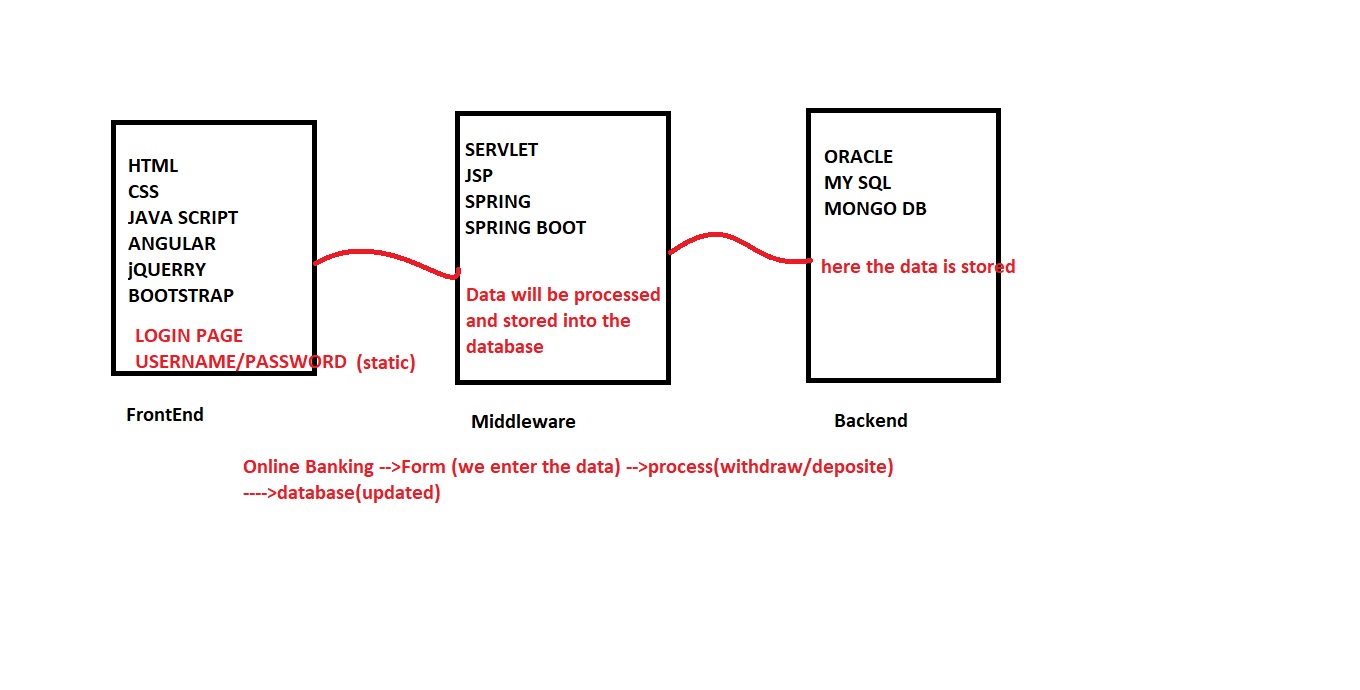 HTML
CSS
JAVA SCRIPT
ANGULAR
jQUERRY
BOOTSTRAP
LOGIN PAGE
USERNAME/PASSWORD (static)
FrontEnd
SERVLET
JSP
SPRING
SPRING BOOT
Data will be processed
and stored into the
database
Middleware
ORACLE
MY SQL
MONGO DB
here the data is stored
Backend
Online Banking -->Form (we enter the data) -->process(withdraw/deposite)
---->database(updated)